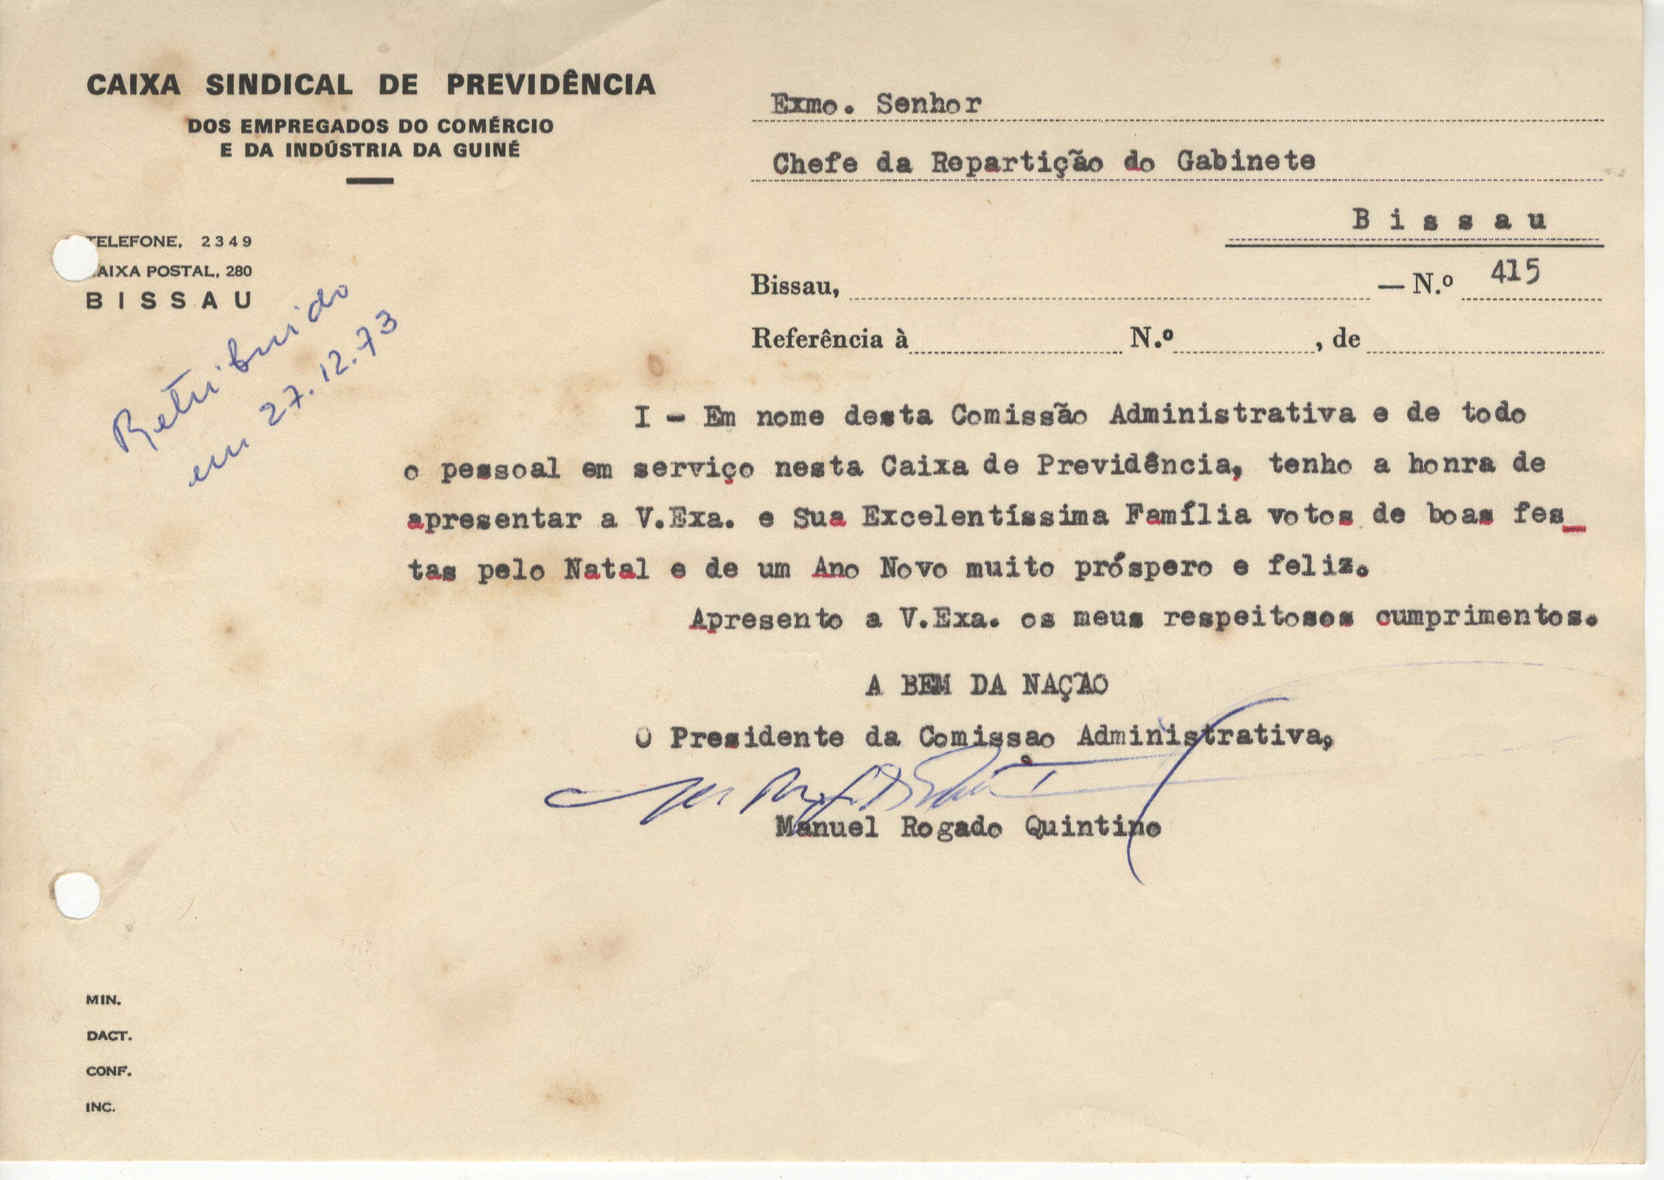 CAIXA SINDICAL DE PREVIDÊNCIA
DOS EMPREGADOS DO COMÉRCIO
E DA INDÚSTRIA DA GUINÉ
TELEFONE, 2349
CAIXA POSTAL, 280
BISSAU
Retribuido
em 27.12.73
Exmo. Senhor
Chefe da Repartição do Gabinete
Bissau
Bissau, — N.º 415
Referência à N.º , de
I - Em nome desta Comissão Administrativa e de todo
o pessoal em serviço nesta Caixa de Previdência, tenho a honra de
apresentar a V.Exa. e Sua Excelentíssima Família votos de boas fes_
tas pelo Natal e de um Ano Novo muito próspero e feliz.
Apresento a V.Exa. os meus respeitosos cumprimentos.
A BEM DA NAÇÃO
O Presidente da Comissao Administrativa,
Manuel Rogado Quintino
MIN.
DACT.
CONF.
INC.